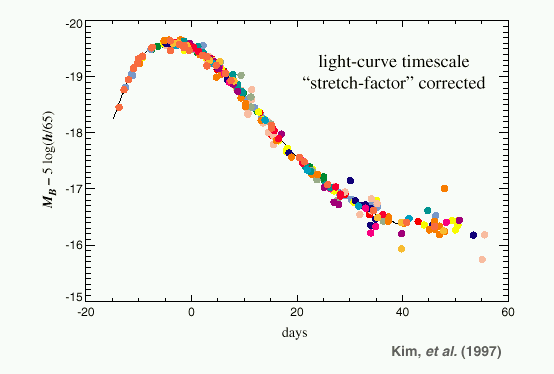 -20
-19
-18
-17
-16
-15
M_B – 5 log(h/65)
light-curve timescale
“stretch-factor” corrected
-20 0 20 40 60
days
Kim, et al. (1997)